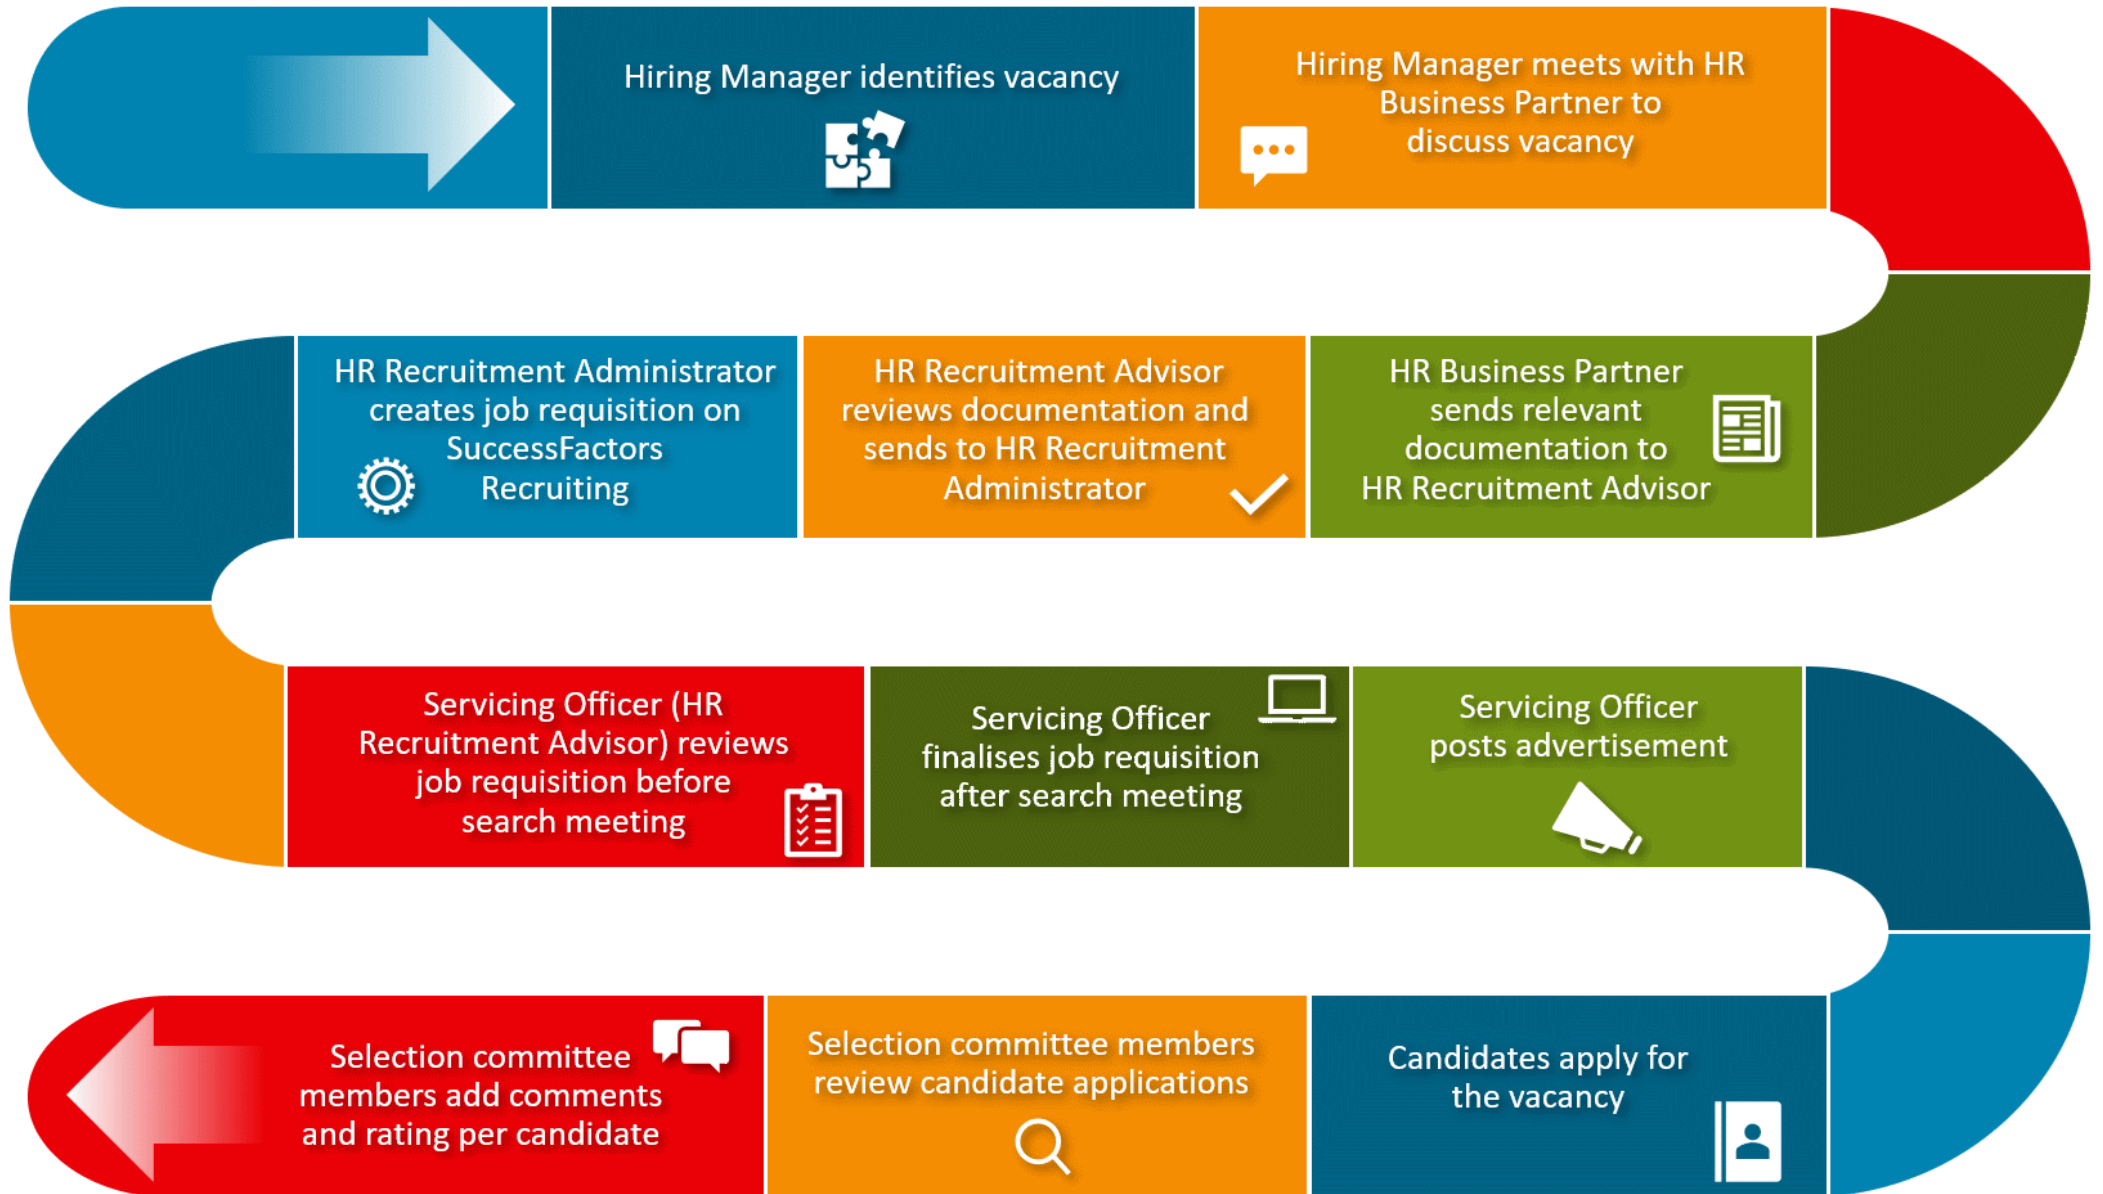 Hiring Manager identifies vacancy
Hiring Manager meets with HR
Business Partner to
discuss vacancy
HR Business Partner
sends relevant
documentation to
HR Recruitment Advisor
HR Recruitment Advisor
reviews documentation and
sends to HR Recruitment
Administrator
HR Recruitment Administrator
creates job requisition on
SuccessFactors
Recruiting
Servicing Officer (HR
Recruitment Advisor) reviews
job requisition before
search meeting
Servicing Officer
finalises job requisition
after search meeting
Servicing Officer
posts advertisement
Candidates apply for
the vacancy
Selection committee members
review candidate applications
Selection committee
members add comments
and rating per candidate